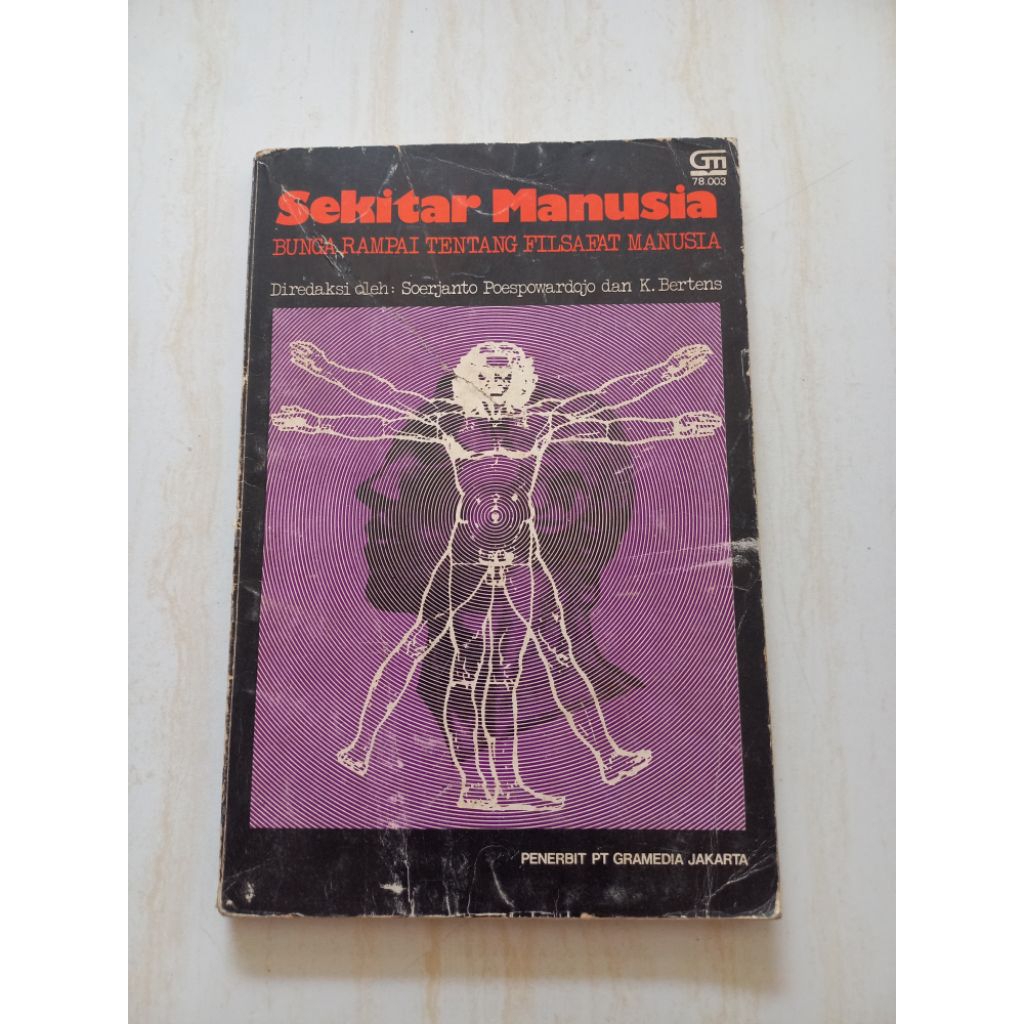 GM
78.003
Sekitar Manusia
BUNGA RAMPAI TENTANG FILSAFAT MANUSIA
Diredaksi oleh: Soerjanto Poespowardojo dan K. Bertens
PENERBIT PT GRAMEDIA JAKARTA